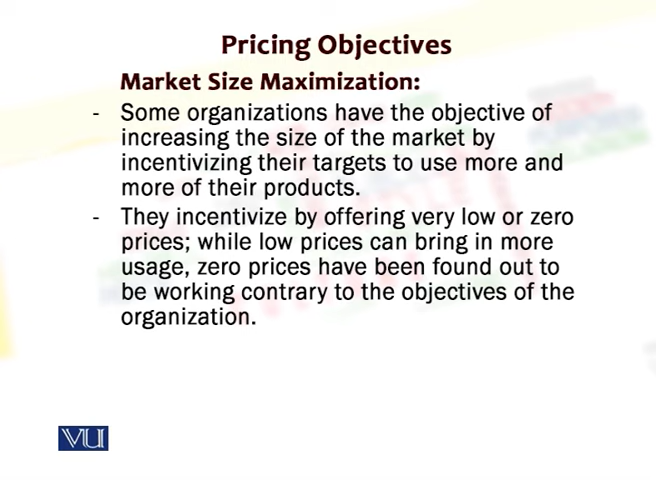 Pricing Objectives
Market Size Maximization:
- Some organizations have the objective of
increasing the size of the market by
incentivizing their targets to use more and
more of their products.
- They incentivize by offering very low or zero
prices; while low prices can bring in more
usage, zero prices have been found out to
be working contrary to the objectives of the
organization.
VU